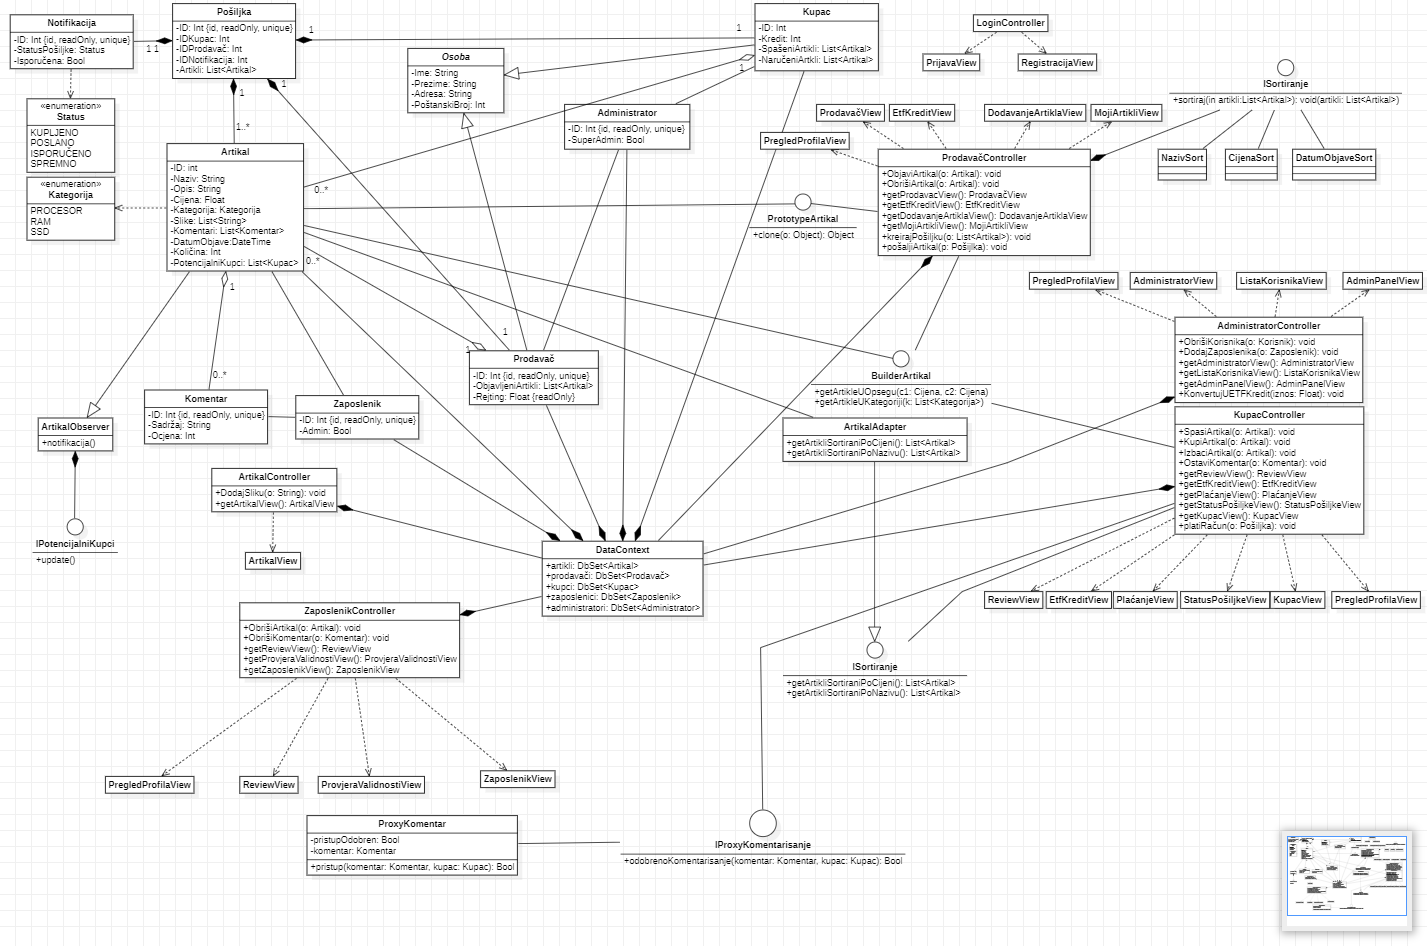 Notifikacija
-ID: Int {id, readOnly, unique}
-StatusPošiljke: Status
-Isporučena: Bool
1 1
Pošiljka
-ID: Int {id, readOnly, unique}
-IDKupac: Int
-IDProdavač: Int
-IDNotifikacija: Int
-Artikli: List<Artikal>
1
1
1
1
1..*
Osoba
-Ime: String
-Prezime: String
-Adresa: String
-PoštanskiBroj: Int
Kupac
-ID: Int
-Kredit: Int
-SpašeniArtikli: List<Artikal>
-NaručeniArtkli: List<Artikal>
1
LoginController
PrijavaView
RegistracijaView
ISortiranje
+sortiraj(in artikli:List<Artikal>): void(artikli: List<Artikal>)
NazivSort
CijenaSort
DatumObjaveSort
«enumeration»
Status
KUPLJENO
POSLANO
ISPORUČENO
SPREMNO
«enumeration»
Kategorija
PROCESOR
RAM
SSD
Artikal
-ID: int
-Naziv: String
-Opis: String
-Cijena: Float
-Kategorija: Kategorija
-Slike: List<String>
-Komentari: List<Komentar>
-DatumObjave:DateTime
-Količina: Int
-PotencijalniKupci: List<Kupac>
0..*
0..*
1
0..*
Administrator
-ID: Int {id, readOnly, unique}
-SuperAdmin: Bool
ProdavačView
EtfKreditView
DodavanjeArtiklaView
MojiArtikliView
PregledProfilaView
ProdavačController
+ObjaviArtikal(o: Artikal): void
+ObrišiArtikal(o: Artikal): void
+getProdavacView(): ProdavačView
+getEtfKreditView(): EtfKreditView
+getDodavanjeArtiklaView(): DodavanjeArtiklaView
+getMojiArtikliView(): MojiArtikliView
+kreirajPošiljku(o: List<Artikal>): void
+pošaljiArtikal(p: Pošijlka): void
PrototypeArtikal
+clone(o: Object): Object
PregledProfilaView
AdministratorView
ListaKorisnikaView
AdminPanelView
AdministratorController
+ObrišiKorisnika(o: Korisnik): void
+DodajZaposlenika(o: Zaposlenik): void
+getAdministratorView(): AdministratorView
+getListaKorisnikaView(): ListaKorisnikaView
+getAdminPanelView(): AdminPanelView
+KonvertujUETFKredit(iznos: Float): void
1
1
Prodavač
-ID: Int {id, readOnly, unique}
-ObjavljeniArtikli: List<Artikal>
-Rejting: Float {readOnly}
BuilderArtikal
+getArtikleUOpsegu(c1: Cijena, c2: Cijena)
+getArtikleUKategoriji(k: List<Kategorija>)
ArtikalObserver
+notifikacija()
Komentar
-ID: Int {id, readOnly, unique}
-Sadržaj: String
-Ocjena: Int
Zaposlenik
-ID: Int {id, readOnly, unique}
-Admin: Bool
ArtikalAdapter
+getArtikliSortiraniPoCijeni(): List<Artikal>
+getArtikliSortiraniPoNazivu(): List<Artikal>
KupacController
+SpasiArtikal(o: Artikal): void
+KupiArtikal(o: Artikal): void
+IzbaciArtikal(o: Artikal): void
+OstaviKomentar(o: Komentar): void
+getReviewView(): ReviewView
+getEtfKreditView(): EtfKreditView
+getPlaćanjeView(): PlaćanjeView
+getStatusPošiljkeView(): StatusPošiljkeView
+getKupacView(): KupacView
+platiRačun(o: Pošiljka): void
ArtikalController
+DodajSliku(o: String): void
+getArtikalView(): ArtikalView
ArtikalView
IPotencijalniKupci
+update()
DataContext
+artikli: DbSet<Artikal>
+prodavači: DbSet<Prodavač>
+kupci: DbSet<Kupac>
+zaposlenici: DbSet<Zaposlenik>
+administratori: DbSet<Administrator>
ReviewView
EtfKreditView
PlaćanjeView
StatusPošiljkeView
KupacView
PregledProfilaView
ZaposlenikController
+ObrišiArtikal(o: Artikal): void
+ObrišiKomentar(o: Komentar): void
+getReviewView(): ReviewView
+getProvjeraValidnostiView(): ProvjeraValidnostiView
+getZaposlenikView(): ZaposlenikView
ISortiranje
+getArtikliSortiraniPoCijeni(): List<Artikal>
+getArtikliSortiraniPoNazivu(): List<Artikal>
PregledProfilaView
ReviewView
ProvjeraValidnostiView
ZaposlenikView
ProxyKomentar
-pristupOdobren: Bool
-komentar: Komentar
+pristup(komentar: Komentar, kupac: Kupac): Bool
IProxyKomentarisanje
+odobrenoKomentarisanje(komentar: Komentar, kupac: Kupac): Bool